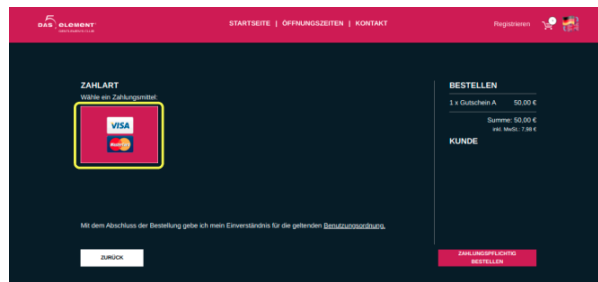 DAS 5. ELEMENT
STARTSEITE | ÖFFNUNGSZEITEN | KONTAKT
Registrieren
ZAHLART
Wähle ein Zahlungsmittel:
VISA
MasterCard
Mit dem Abschluss der Bestellung gebe ich mein Einverständnis für die geltenden Benutzungsordnung.
ZURÜCK
BESTELLEN
1 x Gutschein A 50,00 €
Summe: 50,00 €
inkl. MwSt.: 7,98 €
KUNDE
ZAHLUNGSPFLICHTIG
BESTELLEN